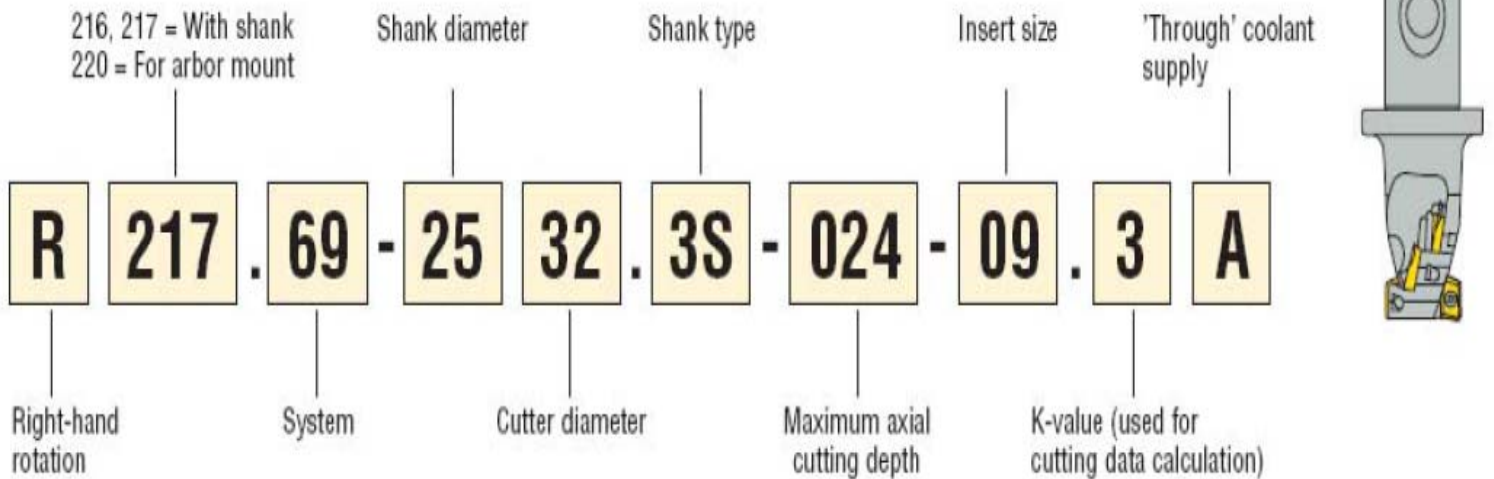 216, 217 = With shank
220 = For arbor mount
Shank diameter
Shank type
Insert size
'Through' coolant
supply
R 217 . 69 - 25 32 . 3S - 024 - 09 . 3 A
Right-hand
rotation
System
Cutter diameter
Maximum axial
cutting depth
K-value (used for
cutting data calculation)